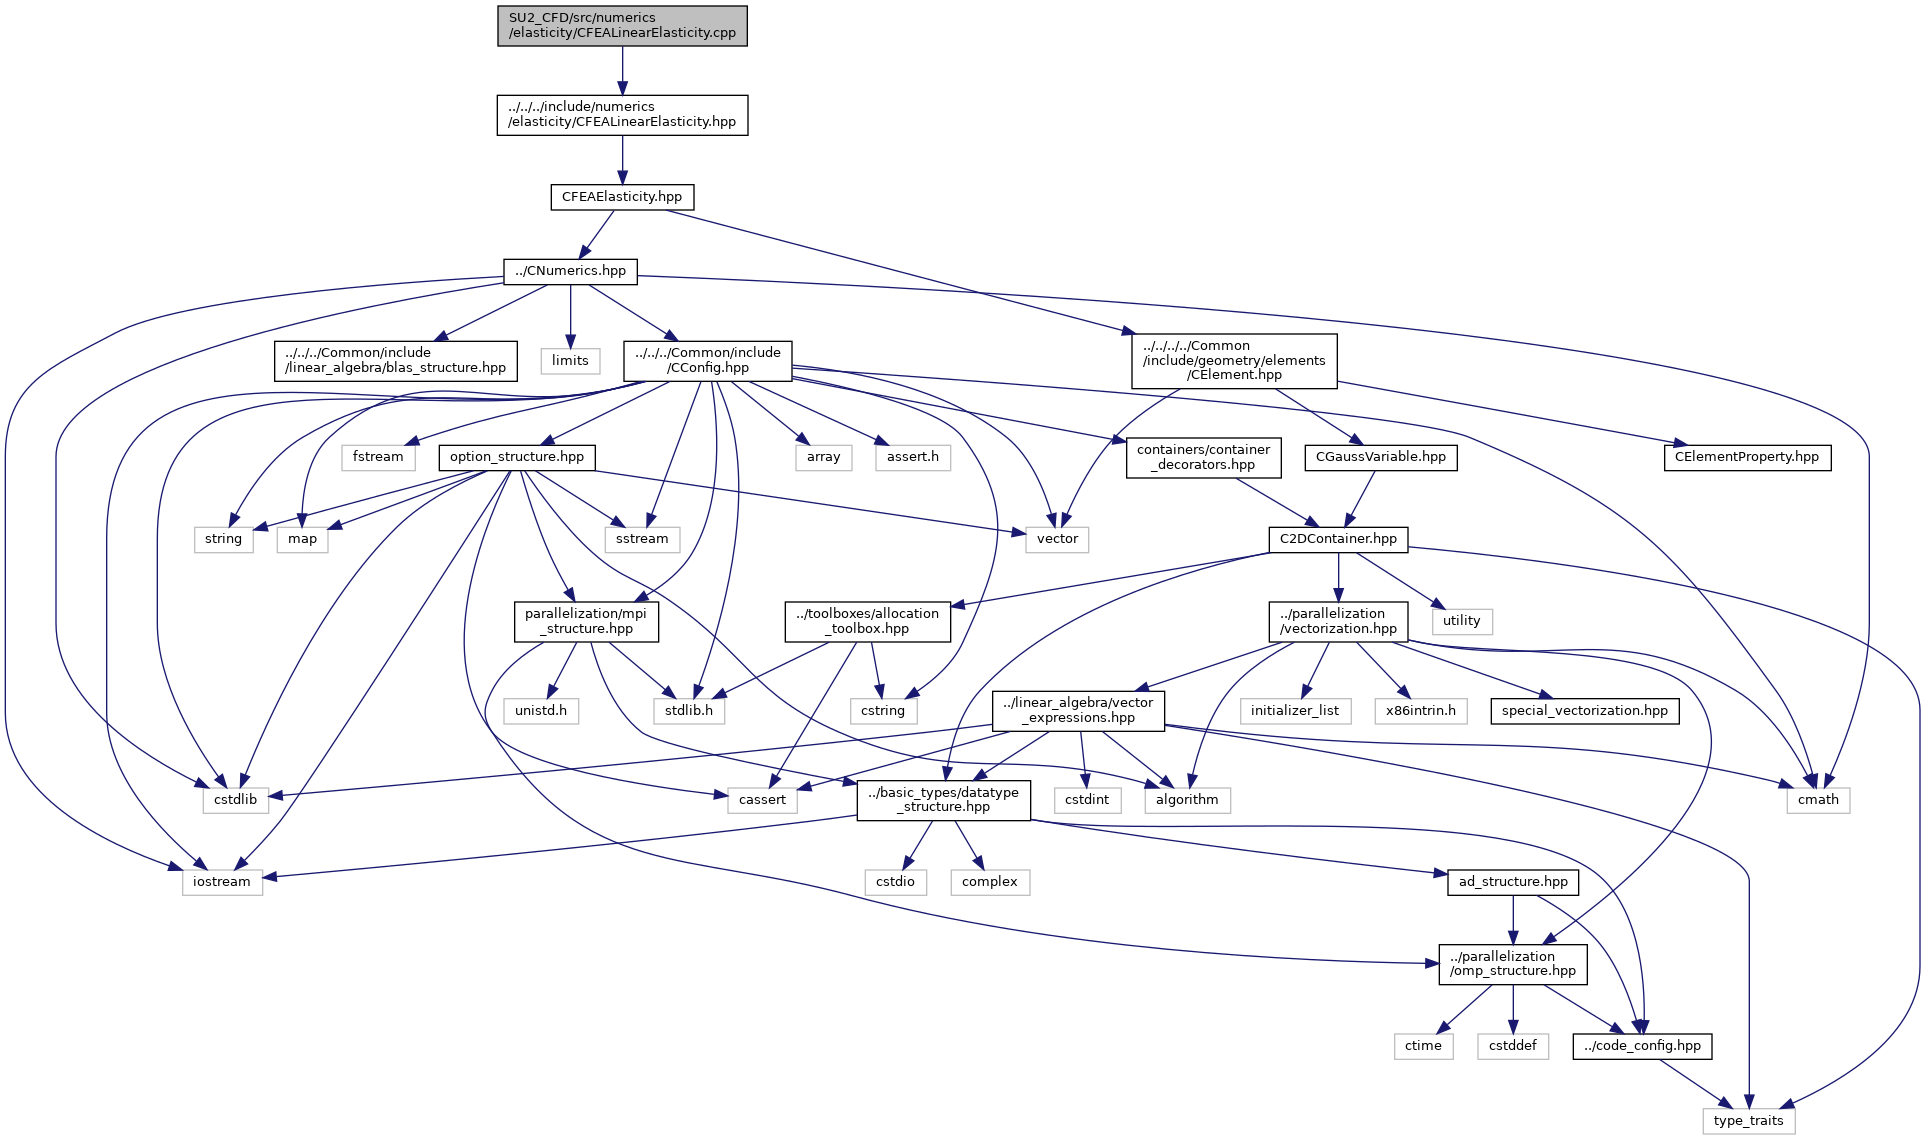 SU2_CFD/src/numerics
/elasticity/CFEALinearElasticity.cpp
../../../include/numerics
/elasticity/CFEALinearElasticity.hpp
CFEAElasticity.hpp
../CNumerics.hpp
../../../Common/include
/linear_algebra/blas_structure.hpp
limits
../../../Common/include
/CConfig.hpp
../../../../Common
/include/geometry/elements
/CElement.hpp
fstream
option_structure.hpp
array
assert.h
containers/container
_decorators.hpp
CGaussVariable.hpp
CElementProperty.hpp
string
map
sstream
vector
C2DContainer.hpp
parallelization/mpi
_structure.hpp
../toolboxes/allocation
_toolbox.hpp
../parallelization
/vectorization.hpp
utility
unistd.h
stdlib.h
cstring
../linear_algebra/vector
_expressions.hpp
initializer_list
x86intrin.h
special_vectorization.hpp
cstdlib
cassert
../basic_types/datatype
_structure.hpp
cstdint
algorithm
cmath
iostream
cstdio
complex
ad_structure.hpp
../parallelization
/omp_structure.hpp
ctime
cstddef
../code_config.hpp
type_traits